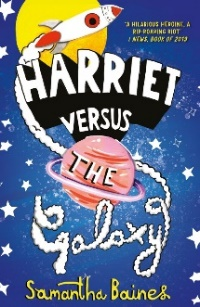 'A HILARIOUS HEROINE, A
RIP-ROARING RIOT'
I NEWS, BOOK OF 2019
HARRIET
VERSUS
THE
Galaxy
Samantha Baines